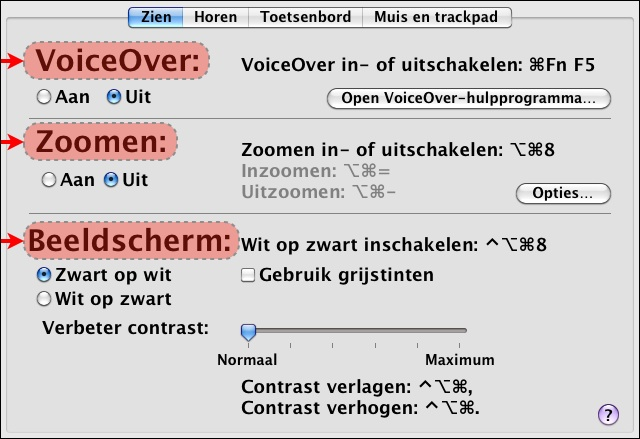 Zien Horen Toetsenbord Muis en trackpad
VoiceOver: VoiceOver in- of uitschakelen: ⌘Fn F5
Aan Uit Open VoiceOver-hulpprogramma...
Zoomen: Zoomen in- of uitschakelen: ⌥⌘8
Inzoomen: ⌥⌘=
Aan Uit Uitzoomen: ⌥⌘- Opties...
Beeldscherm: Wit op zwart inschakelen: ^⌥⌘8
Zwart op wit Gebruik grijstinten
Wit op zwart
Verbeter contrast:
Normaal Maximum
Contrast verlagen: ^⌥⌘,
Contrast verhogen: ^⌥⌘.
?